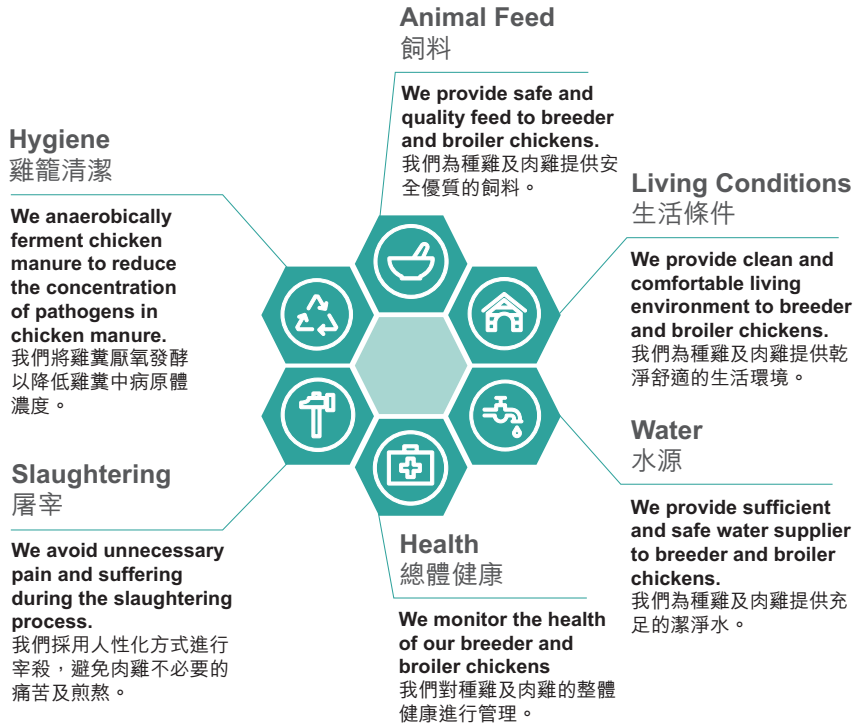 Animal Feed
飼料
We provide safe and
quality feed to breeder
and broiler chickens.
我們為種雞及肉雞提供安
全優質的飼料。
Hygiene
雞籠清潔
We anaerobically
ferment chicken
manure to reduce
the concentration
of pathogens in
chicken manure.
我們將雞糞厭氧發酵
以降低雞糞中病原體
濃度。
Living Conditions
生活條件
We provide clean and
comfortable living
environment to breeder
and broiler chickens.
我們為種雞及肉雞提供乾
淨舒適的生活環境。
Slaughtering
屠宰
We avoid unnecessary
pain and suffering
during the slaughtering
process.
我們採用人性化方式進行
宰殺，避免肉雞不必要的
痛苦及煎熬。
Health
總體健康
We monitor the health
of our breeder and
broiler chickens
我們對種雞及肉雞的整體
健康進行管理。
Water
水源
We provide sufficient
and safe water supplier
to breeder and broiler
chickens.
我們為種雞及肉雞提供充
足的潔淨水。